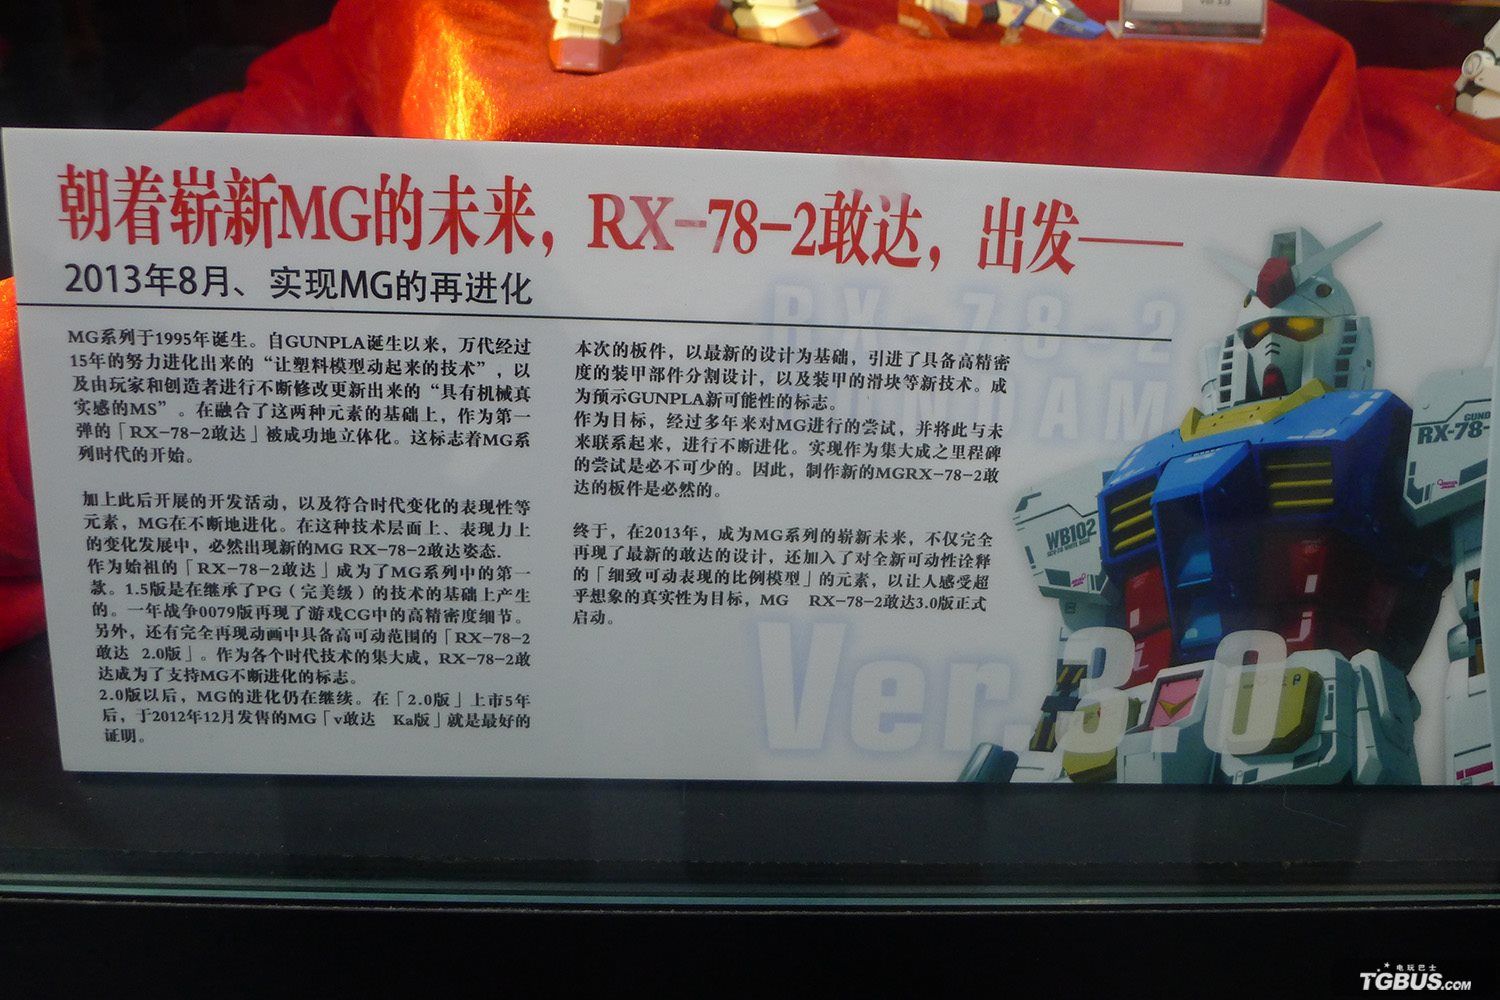 朝着崭新MG的未来，RX-78-2敢达，出发——
2013年8月、实现MG的再进化
MG系列于1995年诞生。自GUNPLA诞生以来，万代经过
15年的努力进化出来的“让塑料模型动起来的技术”，以
及由玩家和创造者进行不断修改更新出来的“具有机械真
实感的MS”。在融合了这两种元素的基础上，作为第一
弹的「RX-78-2敢达」被成功地立体化。这标志着MG系
列时代的开始。
加上此后开展的开发活动，以及符合时代变化的表现性等
元素，MG在不断地进化。在这种技术层面上、表现力上
的变化发展中，必然出现新的MG RX-78-2敢达姿态.
作为始祖的「RX-78-2敢达」成为了MG系列中的第一
款。1.5版是在继承了PG（完美级）的技术的基础上产生
的。一年战争0079版再现了游戏CG中的高精密度细节。
另外，还有完全再现动画中具备高可动范围的「RX-78-2
敢达 2.0版」。作为各个时代技术的集大成，RX-78-2敢
达成为了支持MG不断进化的标志。
2.0版以后，MG的进化仍在继续。在「2.0版」上市5年
后，于2012年12月发售的MG「v敢达 Ka版」就是最好的
证明。
本次的板件，以最新的设计为基础，引进了具备高精密
度的装甲部件分割设计，以及装甲的滑块等新技术。成
为预示GUNPLA新可能性的标志。
作为目标，经过多年来对MG进行的尝试，并将此与未
来联系起来，进行不断进化。实现作为集大成之里程碑
的尝试是必不可少的。因此，制作新的MGRX-78-2敢
达的板件是必然的。
终于，在2013年，成为MG系列的崭新未来，不仅完全
再现了最新的敢达的设计，还加入了对全新可动性诠释
的「细致可动表现的比例模型」的元素，以让人感受超
乎想象的真实性为目标，MG RX-78-2敢达3.0版正式
启动。
RX-78-2
GUNDAM
Ver.3.0
WB102
GUND
RX-78-
电玩巴士
TGBUS.COM